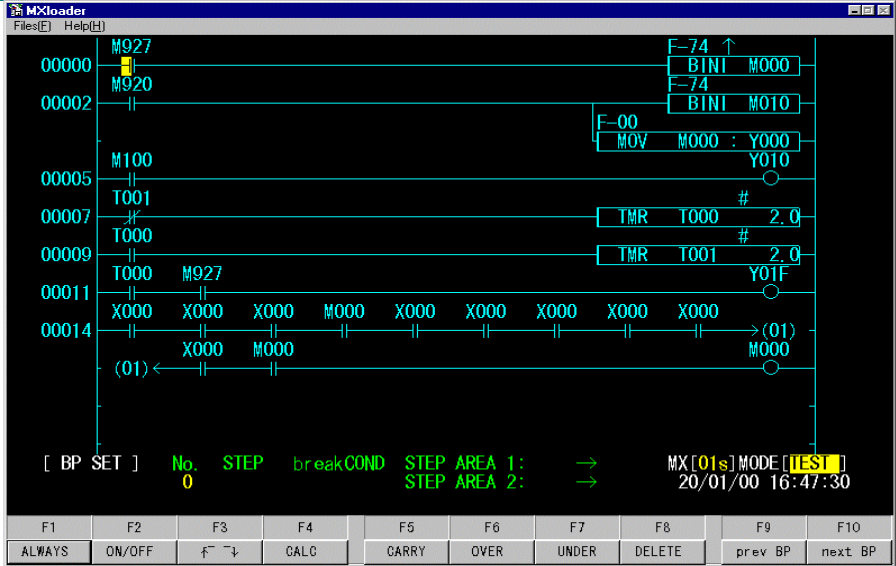 MXloader
Files(F) Help(H)
M927 F-74 ↑
00000 BINI M000
M920 F-74
00002 BINI M010
F-00
MOV M000 : Y000
M100 Y010
00005
T001 #
00007 TMR T000 2.0
T000 #
00009 TMR T001 2.0
T000 M927 Y01F
00011
X000 X000 X000 M000 X000 X000 X000 X000 X000
00014 →(01)
X000 M000 M000
(01)←
[ BP SET ] No. STEP breakCOND STEP AREA 1: → MX[01s]MODE[TEST ]
0 STEP AREA 2: → 20/01/00 16:47:30
F1 F2 F3 F4 F5 F6 F7 F8 F9 F10
ALWAYS ON/OFF CALC CARRY OVER UNDER DELETE prev BP next BP